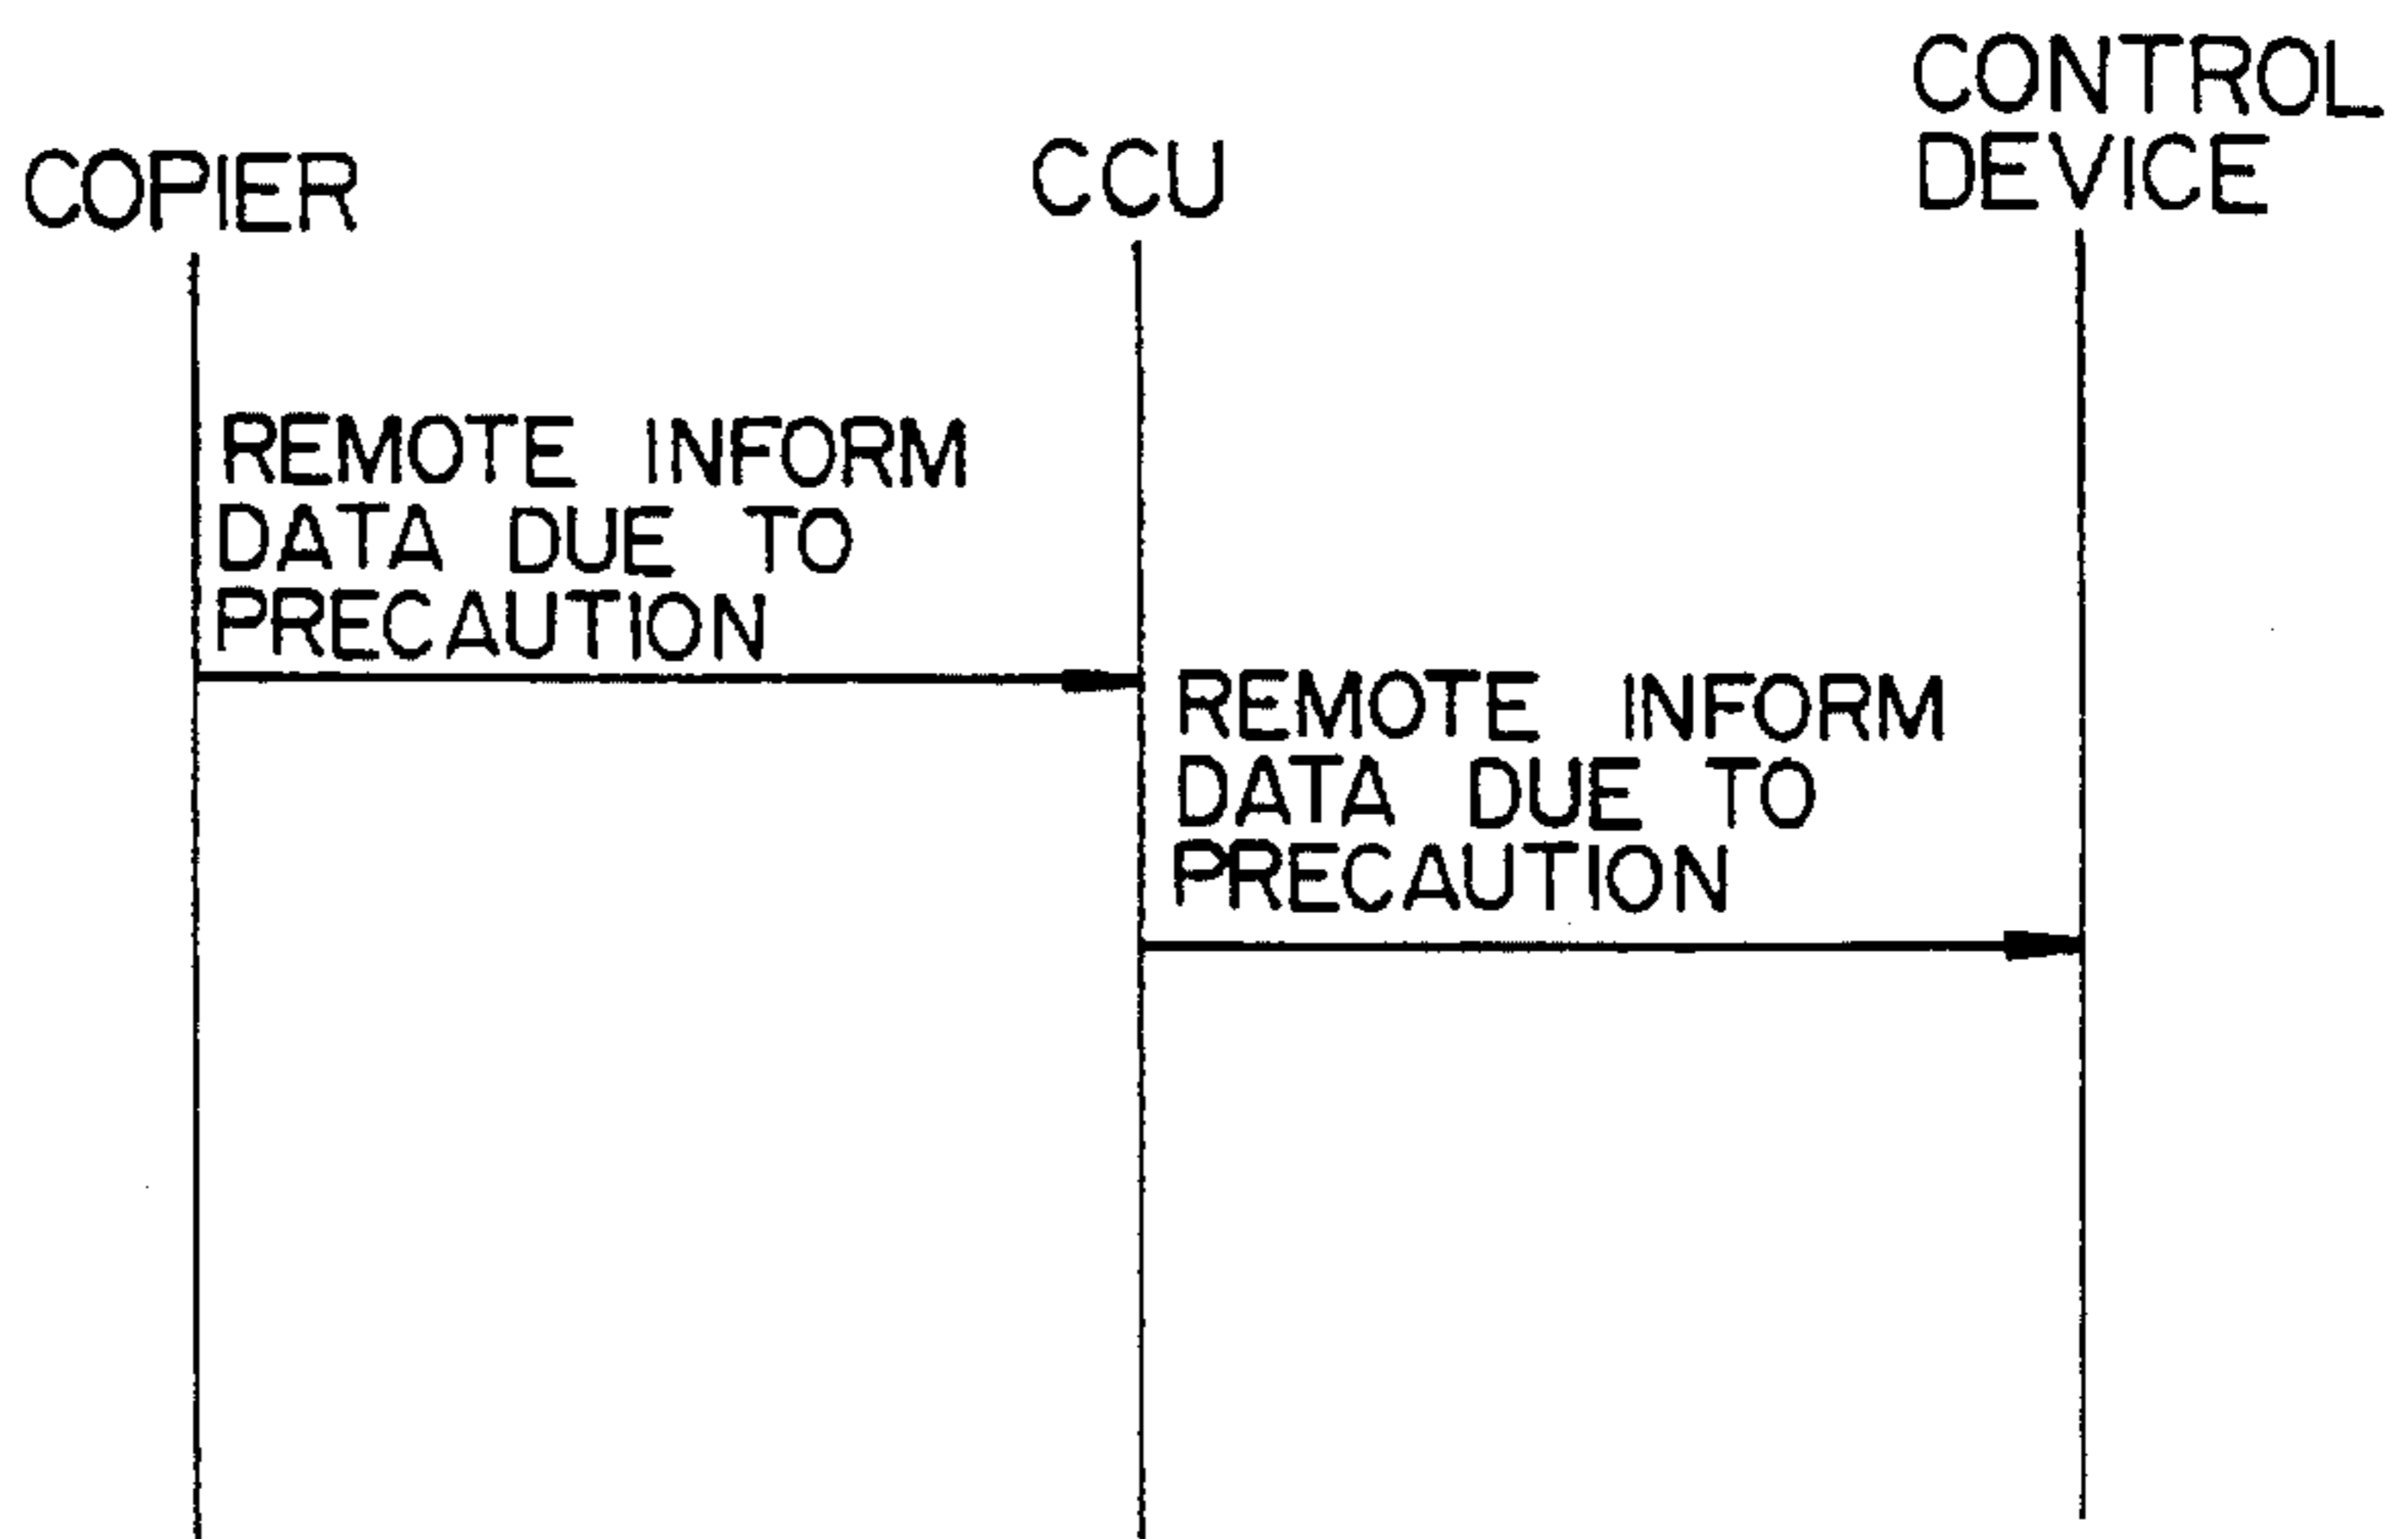 COPIER
CCU
CONTROL
DEVICE
REMOTE INFORM
DATA DUE TO
PRECAUTION
REMOTE INFORM
DATA DUE TO
PRECAUTION